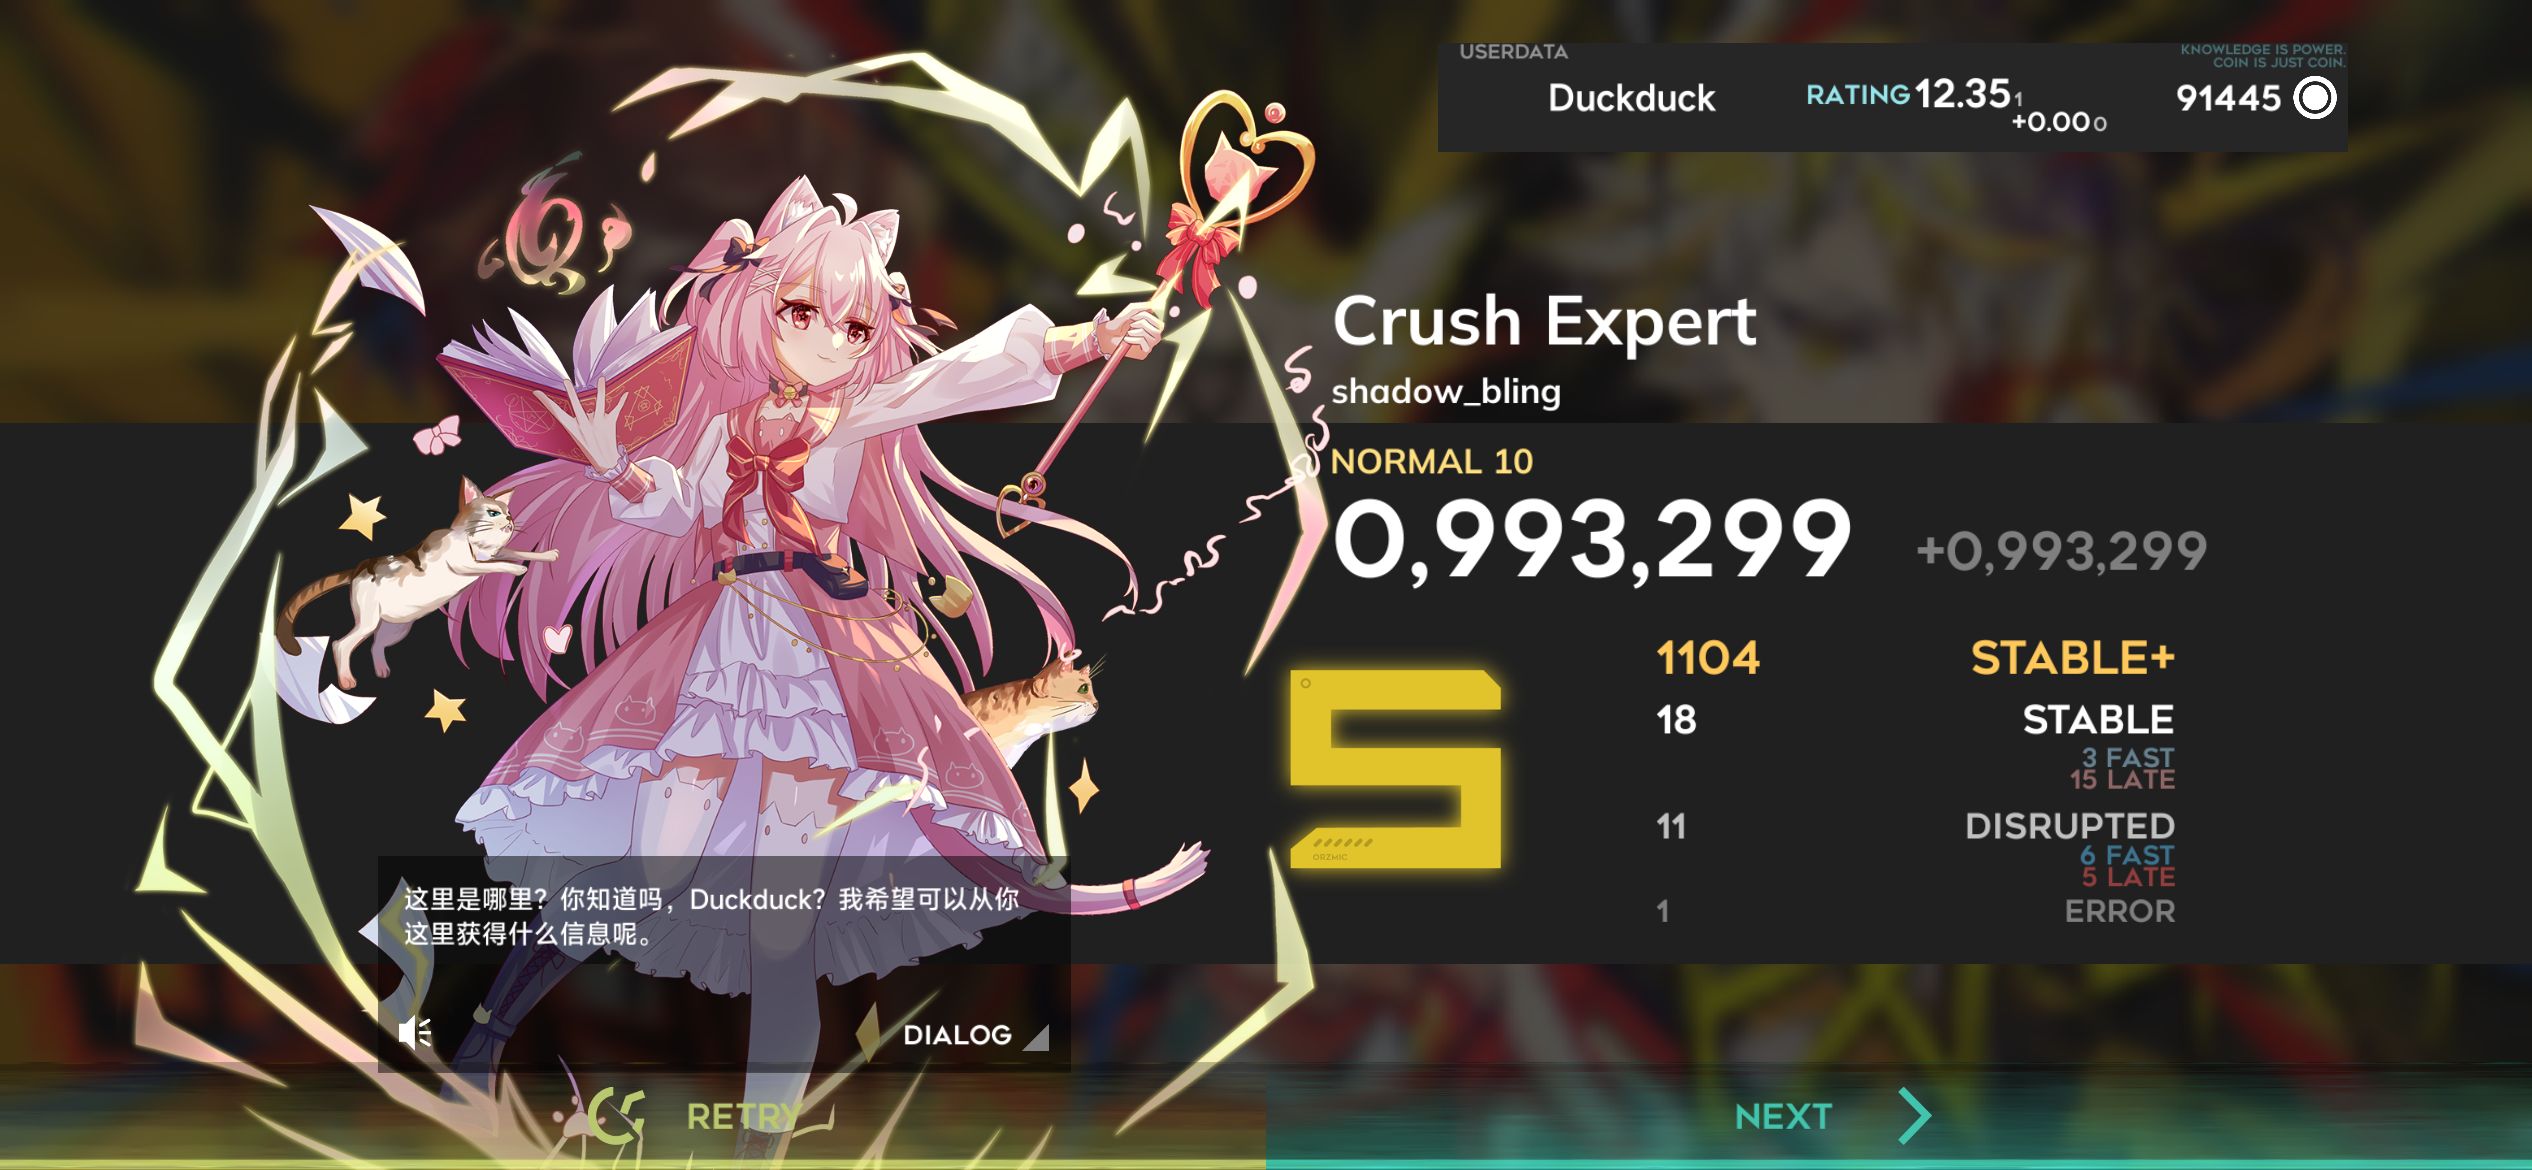 USERDATA
KNOWLEDGE IS POWER.
COIN IS JUST COIN.
Duckduck
RATING 12.351
+0.000
91445
Crush Expert
shadow_bling
NORMAL 10
0,993,299
+0,993,299
1104 STABLE+
18 STABLE
3 FAST
15 LATE
11 DISRUPTED
6 FAST
5 LATE
1 ERROR
ORZMIC
这里是哪里？你知道吗，Duckduck？我希望可以从你
这里获得什么信息呢。
DIALOG
RETRY
NEXT